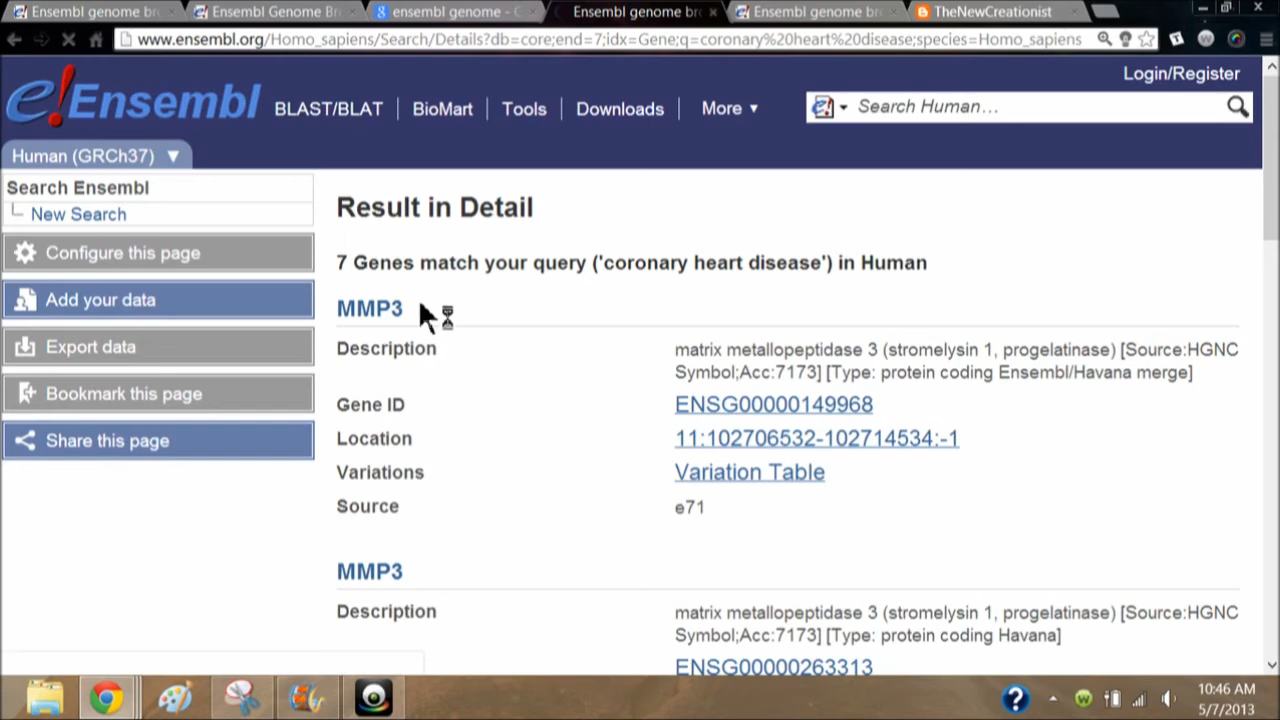 Ensembl genome br
Ensembl Genome Br
ensembl genome - G
Ensembl genome bro
Ensembl genome bro
TheNewCreationist
www.ensembl.org/Homo_sapiens/Search/Details?db=core;end=7;idx=Gene;q=coronary%20heart%20disease;species=Homo_sapiens
Login/Register
e!Ensembl
BLAST/BLAT
BioMart
Tools
Downloads
More ▼
Search Human…
Human (GRCh37) ▼
Search Ensembl
New Search
Configure this page
Add your data
Export data
Bookmark this page
Share this page
Result in Detail
7 Genes match your query ('coronary heart disease') in Human
MMP3
Description
matrix metallopeptidase 3 (stromelysin 1, progelatinase) [Source:HGNC
Symbol;Acc:7173] [Type: protein coding Ensembl/Havana merge]
Gene ID
ENSG00000149968
Location
11:102706532-102714534:-1
Variations
Variation Table
Source
e71
MMP3
Description
matrix metallopeptidase 3 (stromelysin 1, progelatinase) [Source:HGNC
Symbol;Acc:7173] [Type: protein coding Havana]
ENSG00000263313
10:46 AM
5/7/2013